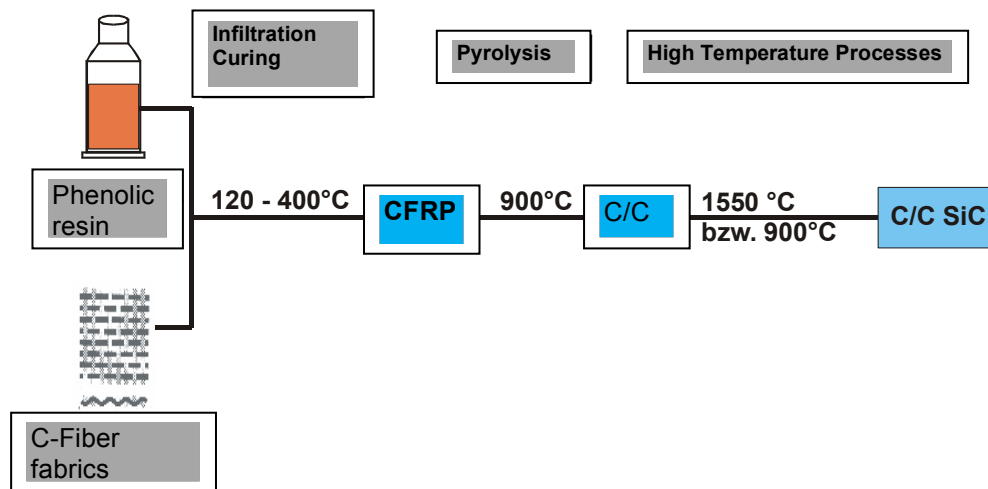 Infiltration
Curing
Pyrolysis
High Temperature Processes
Phenolic
resin
120 - 400°C
CFRP
900°C
C/C
1550 °C
bzw. 900°C
C/C SiC
C-Fiber
fabrics